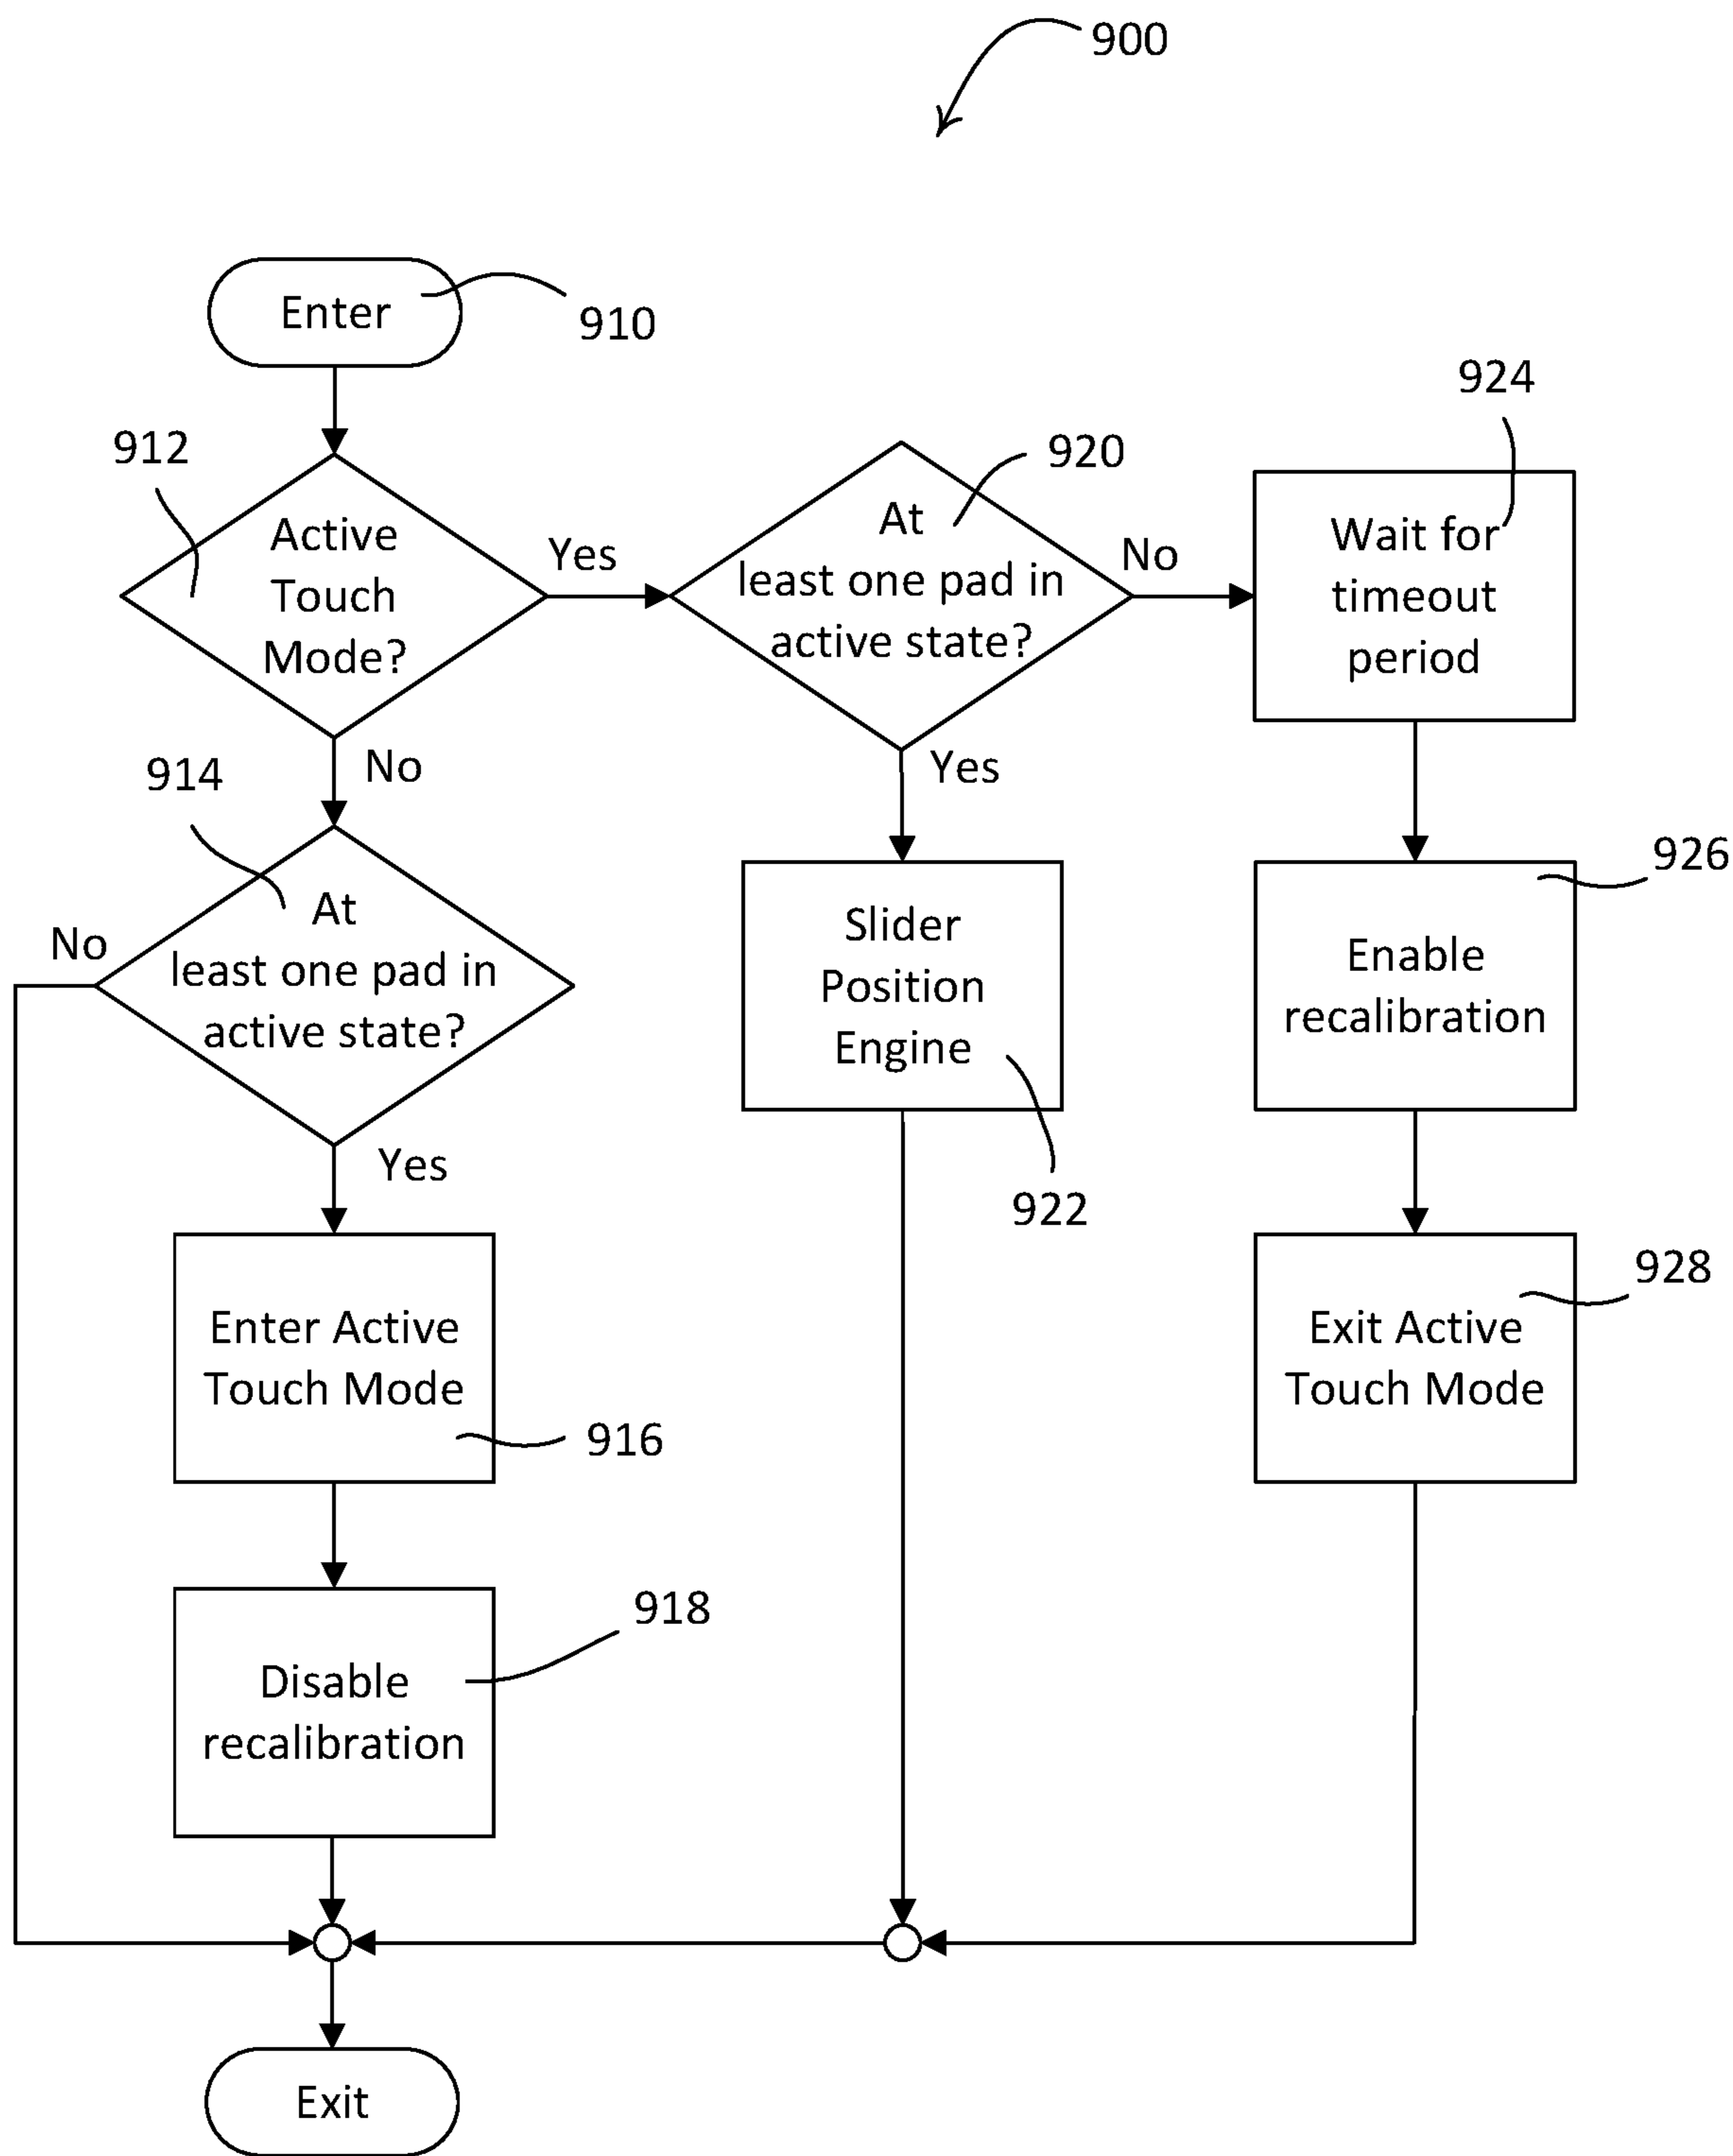 900
Enter
910
912
Active
Touch
Mode?
Yes
No
920
At
least one pad in
active state?
No
Yes
924
Wait for
timeout
period
914
At
least one pad in
active state?
No
Yes
Slider
Position
Engine
922
926
Enable
recalibration
Enter Active
Touch Mode
916
928
Exit Active
Touch Mode
918
Disable
recalibration
Exit